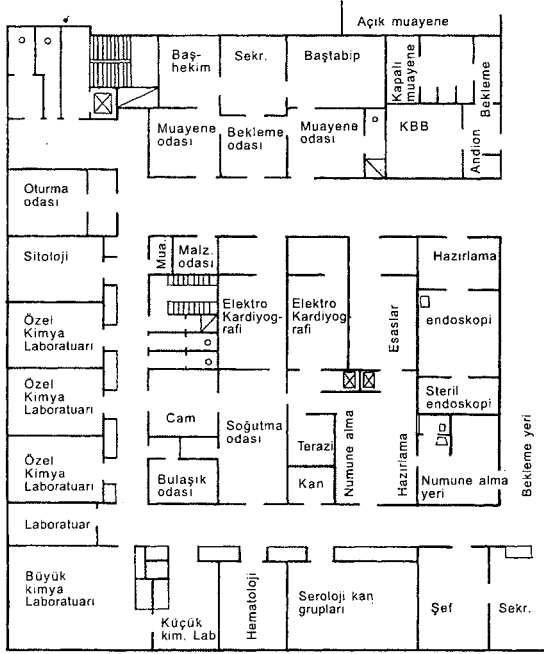 Açık muayene
Baş-
hekim
Sekr.
Baştabip
Kapalı
muayene
Bekleme
Muayene
odası
Bekleme
odası
Muayene
odası
KBB
Andion
Oturma
odası
Sitoloji
Mua.
Malz.
odası
Hazırlama
Özel
Kimya
Laboratuarı
Elektro
Kardiyog-
rafi
Elektro
Kardiyog-
rafi
Esaslar
endoskopi
Özel
Kimya
Laboratuarı
Steril
endoskopi
Cam
Soğutma
odası
Terazi
Numune alma
Hazırlama
Bekleme yeri
Özel
Kimya
Laboratuarı
Bulaşık
odası
Kan
Numune alma
yeri
Laboratuar
Büyük
kimya
Laboratuarı
Küçük
kim. Lab
Hematoloji
Seroloji kan
grupları
Şef
Sekr.